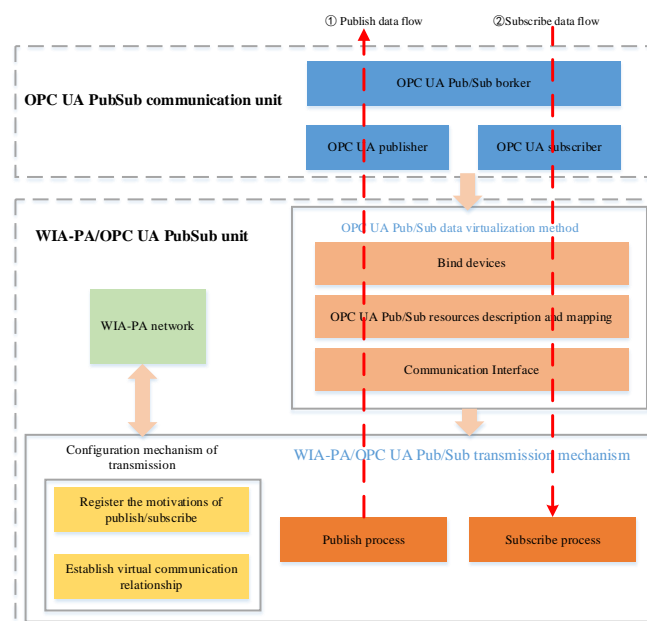 ① Publish data flow
②Subscribe data flow
OPC UA PubSub communication unit
OPC UA Pub/Sub borker
OPC UA publisher
OPC UA subscriber
WIA-PA/OPC UA PubSub unit
OPC UA Pub/Sub data virtualization method
Bind devices
WIA-PA network
OPC UA Pub/Sub resources description and mapping
Communication Interface
Configuration mechanism of
transmission
WIA-PA/OPC UA Pub/Sub transmission mechanism
Register the motivations of
publish/subscribe
Publish process
Subscribe process
Establish virtual communication
relationship